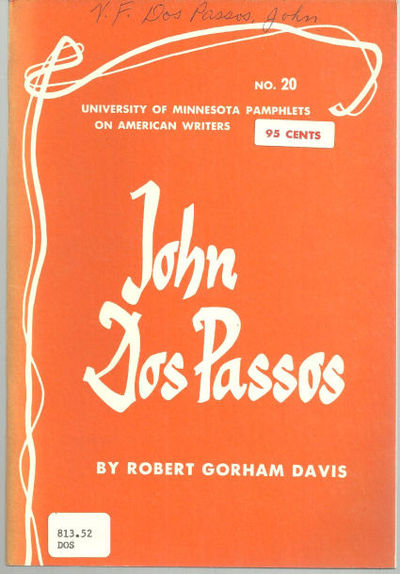 V.F. Dos Passos, John
NO. 20
UNIVERSITY OF MINNESOTA PAMPHLETS
ON AMERICAN WRITERS
95 CENTS
John
Dos Passos
BY ROBERT GORHAM DAVIS
813.52
DOS